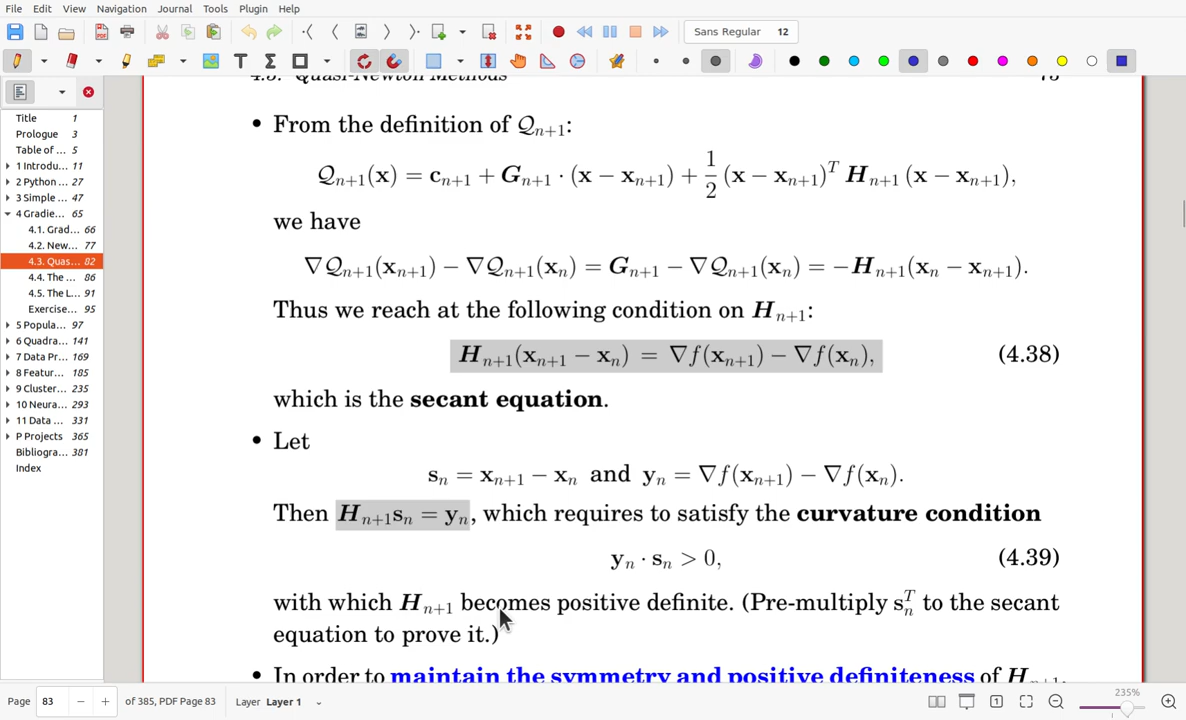 File Edit View Navigation Journal Tools Plugin Help
Sans Regular 12
4.3. Quasi-Newton Methods 73
Title 1
Prologue 3
Table of ... 5
1 Introdu... 11
2 Python ... 27
3 Simple ... 47
4 Gradie... 65
4.1. Grad... 66
4.2. New... 77
4.3. Quas... 82
4.4. The ... 86
4.5. The L... 91
Exercise... 95
5 Popula... 97
6 Quadra... 141
7 Data Pr... 169
8 Featur... 185
9 Cluster... 235
10 Neura... 293
11 Data ... 331
P Projects 365
Bibliogra... 381
Index
• From the definition of 𝒬ₙ₊₁:
𝒬ₙ₊₁(x) = cₙ₊₁ + Gₙ₊₁ · (x − xₙ₊₁) + 1/2 (x − xₙ₊₁)ᵀ Hₙ₊₁ (x − xₙ₊₁),
we have
∇𝒬ₙ₊₁(xₙ₊₁) − ∇𝒬ₙ₊₁(xₙ) = Gₙ₊₁ − ∇𝒬ₙ₊₁(xₙ) = −Hₙ₊₁(xₙ − xₙ₊₁).
Thus we reach at the following condition on Hₙ₊₁:
Hₙ₊₁(xₙ₊₁ − xₙ) = ∇f(xₙ₊₁) − ∇f(xₙ), (4.38)
which is the secant equation.
• Let
sₙ = xₙ₊₁ − xₙ and yₙ = ∇f(xₙ₊₁) − ∇f(xₙ).
Then Hₙ₊₁sₙ = yₙ, which requires to satisfy the curvature condition
yₙ · sₙ > 0, (4.39)
with which Hₙ₊₁ becomes positive definite. (Pre-multiply sₙᵀ to the secant
equation to prove it.)
• In order to maintain the symmetry and positive definiteness of Hₙ₊₁,
Page 83 − + of 385, PDF Page 83 Layer Layer 1 235%